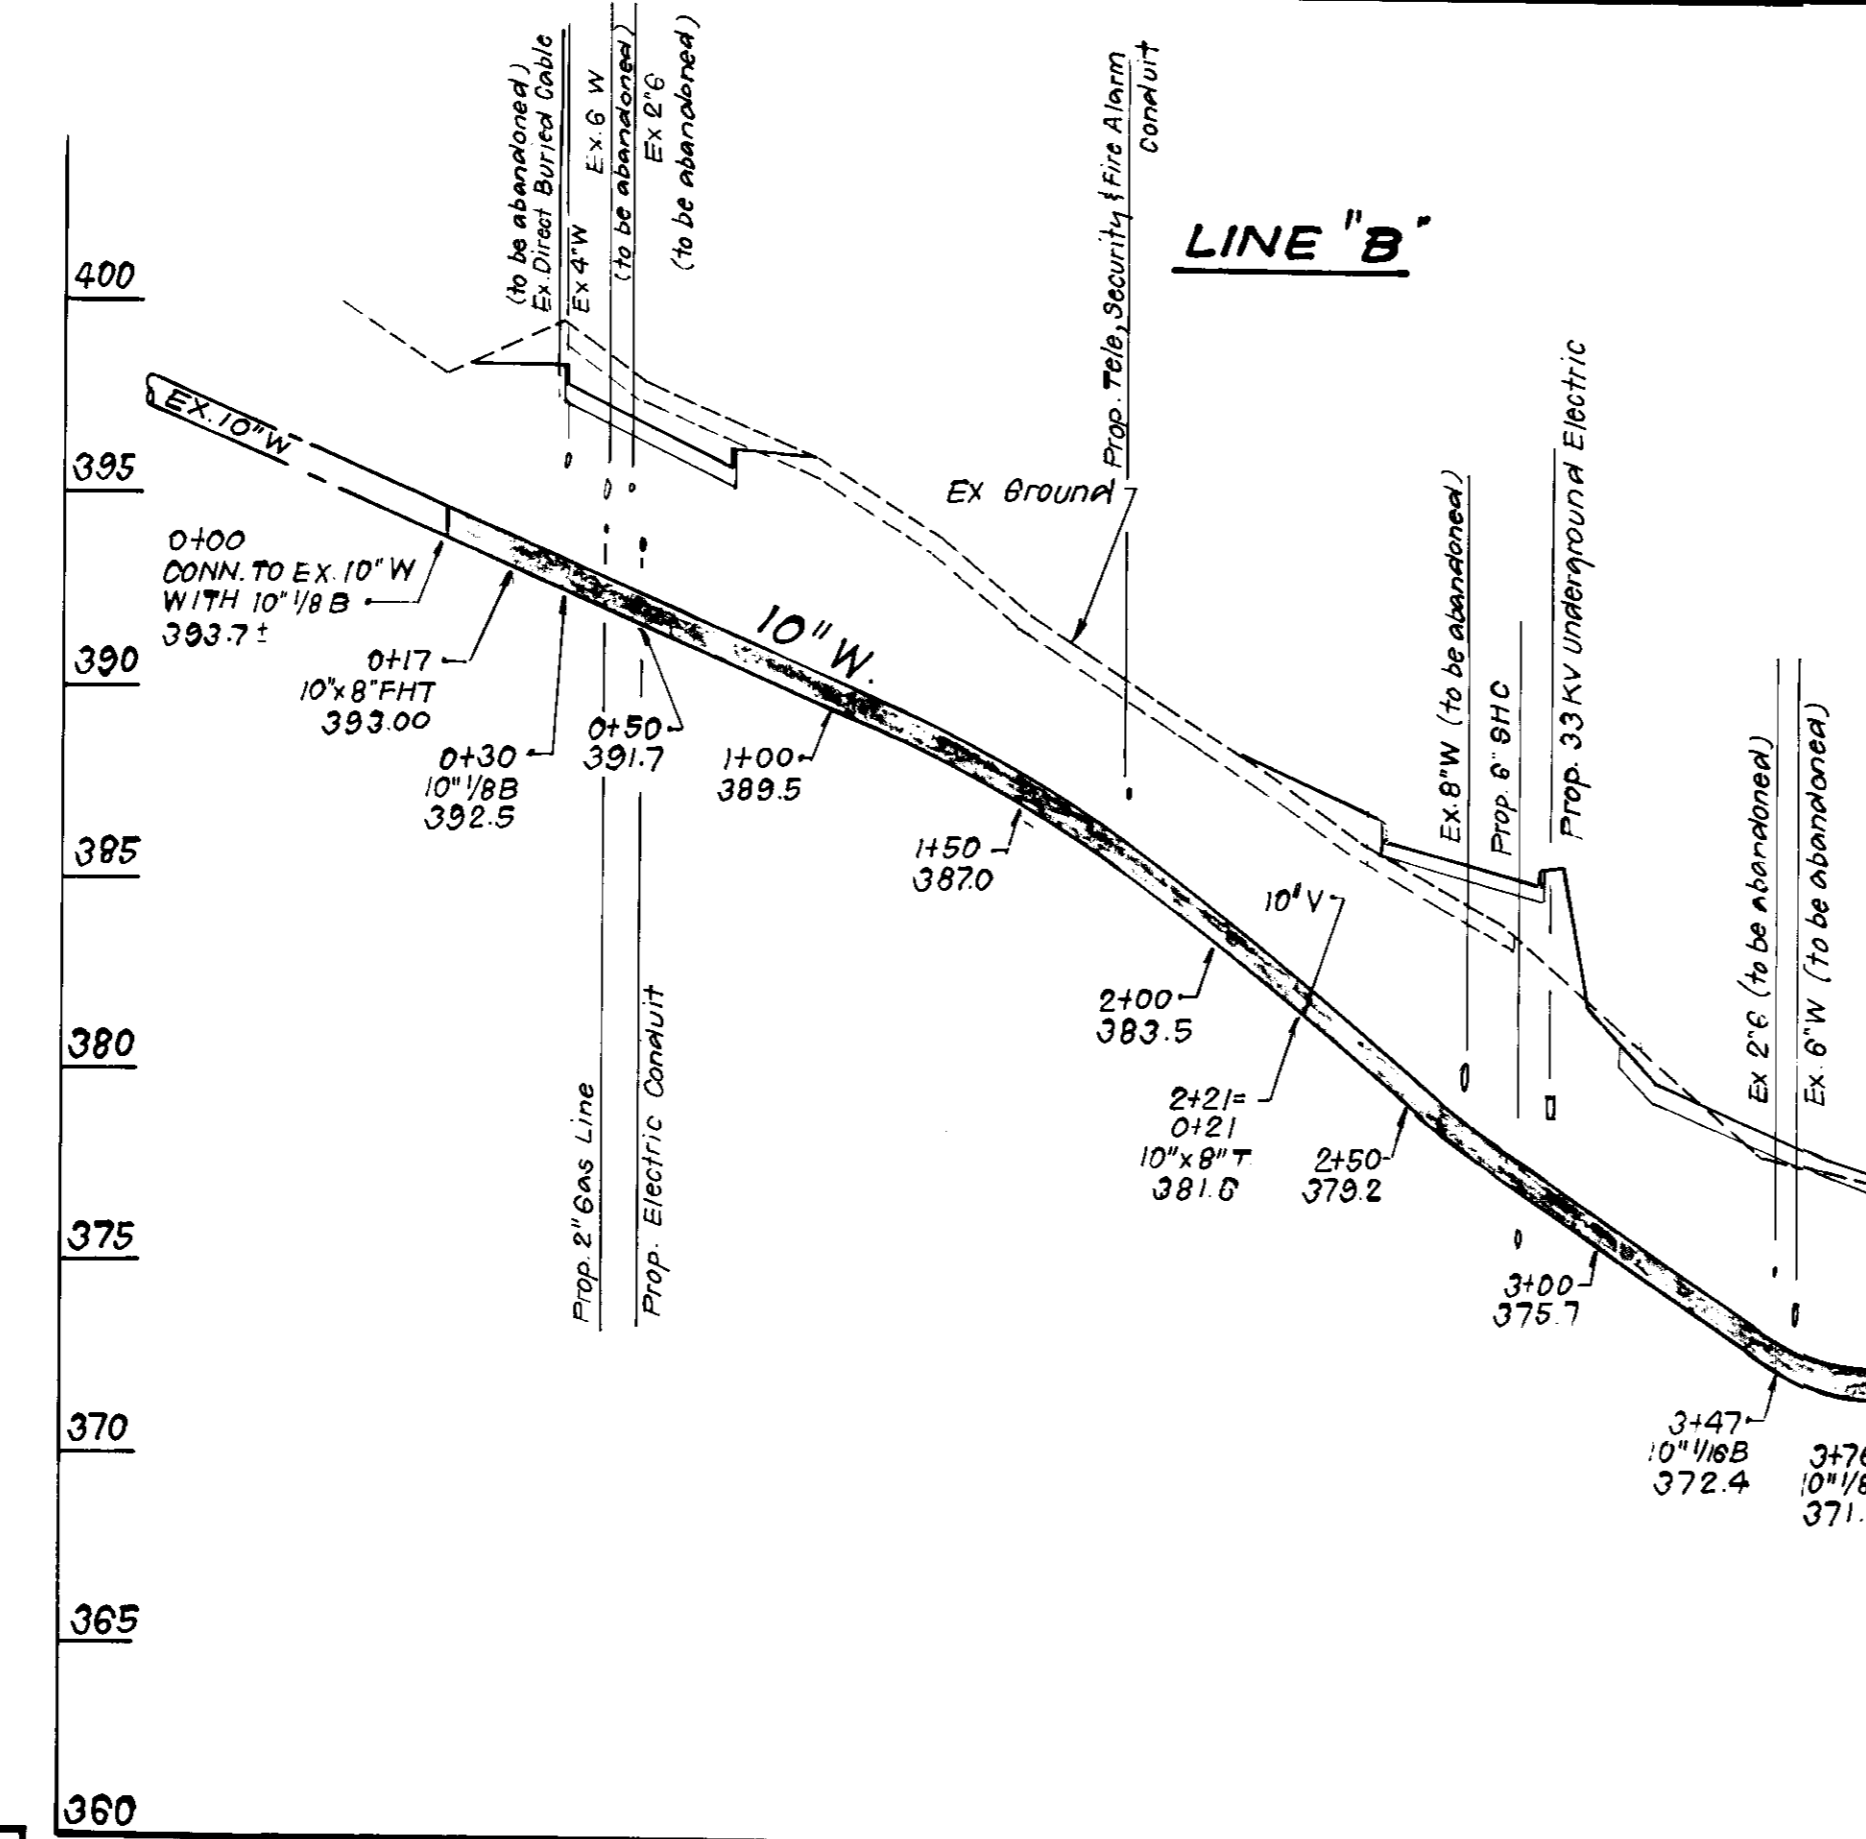 LINE "B"
(to be abandoned)
Ex. Direct Buried Cable
Ex 4"W
Ex. 6 W
(to be abandoned)
Ex 2"G
(to be abandoned)
Prop. Tele, Security & Fire Alarm
Conduit
400
395
390
385
380
375
370
365
360
EX. 10" W
Ex Ground
10" W.
0+00
CONN. TO EX. 10" W
WITH 10" 1/8 B
393.7 ±
0+17
10"x 8" FHT
393.00
0+30
10" 1/8 B
392.5
0+50
391.7
1+00
389.5
1+50
387.0
2+00
383.5
10" V
2+21=
0+21
10"x 8" T.
381.6
2+50
379.2
3+00
375.7
3+47
10" 1/16 B
372.4
3+76
10" 1/8
371.
Prop. 2" Gas Line
Prop. Electric Conduit
Ex. 8" W (to be abandoned)
Prop. 6" SHC
Prop. 33 KV Underground Electric
Ex 2"G (to be abandoned)
Ex. 6" W (to be abandoned)